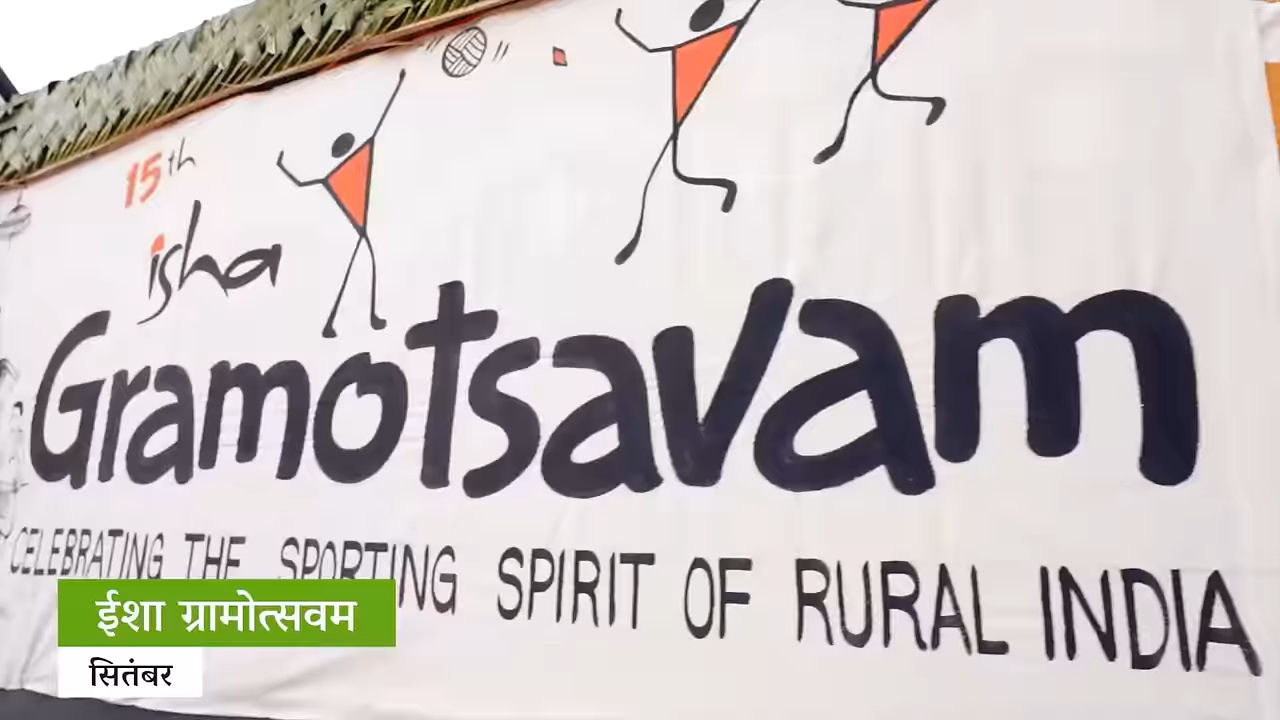 15th
isha
Gramotsavam
CELEBRATING THE SPORTING SPIRIT OF RURAL INDIA
ईशा ग्रामोत्सवम
सितंबर